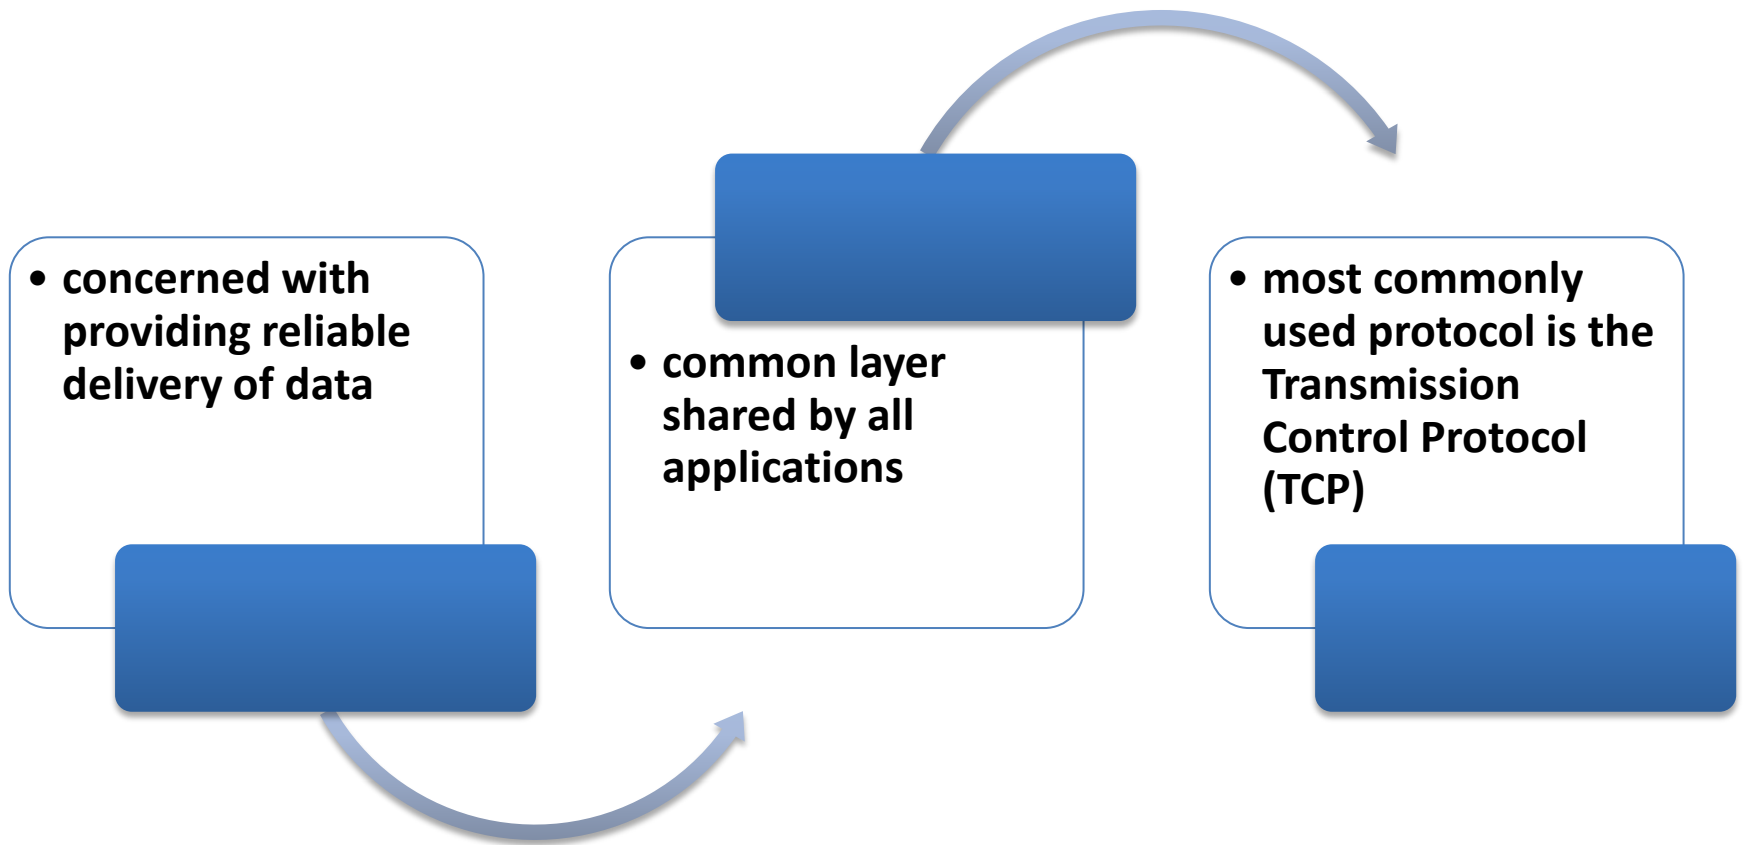 • concerned with
providing reliable
delivery of data
• common layer
shared by all
applications
• most commonly
used protocol is the
Transmission
Control Protocol
(TCP)